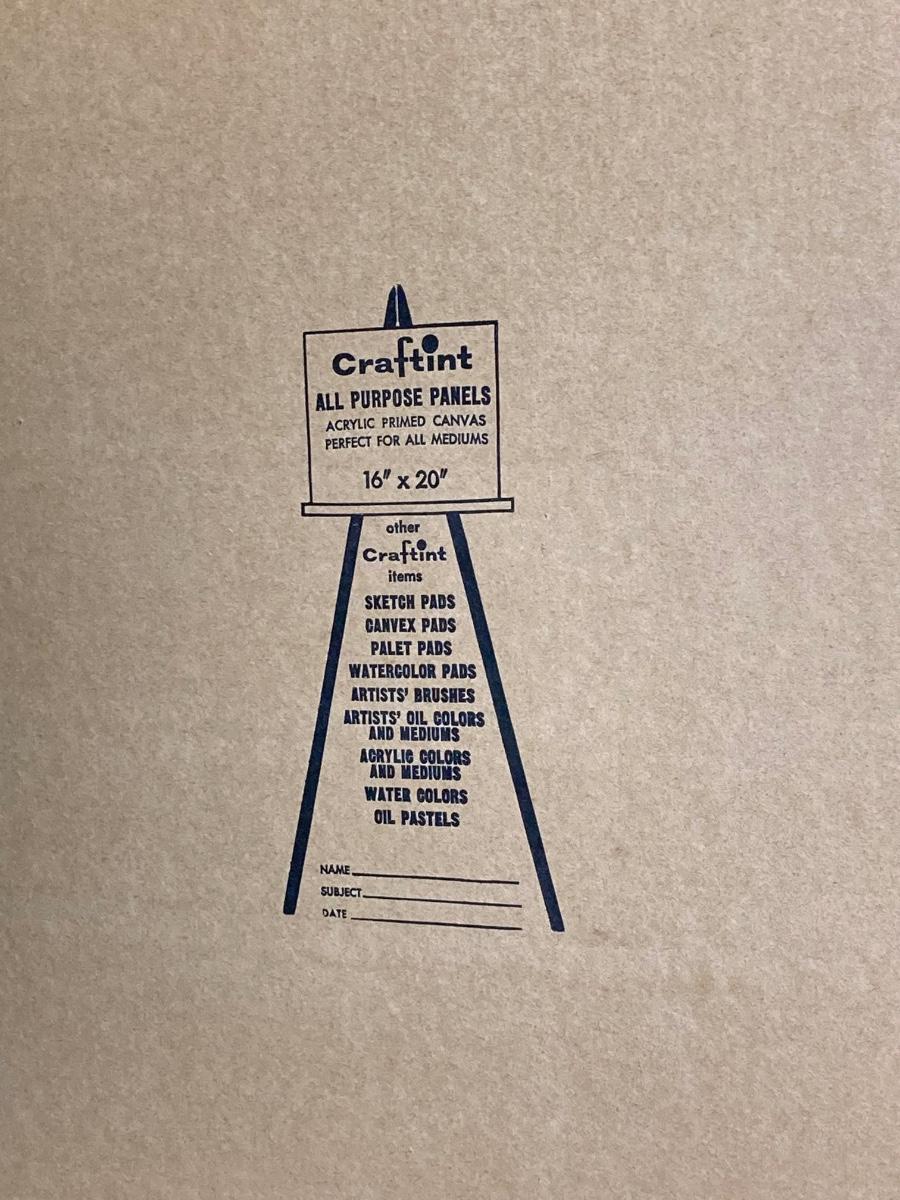 Craftint
ALL PURPOSE PANELS
ACRYLIC PRIMED CANVAS
PERFECT FOR ALL MEDIUMS
16" x 20"
other
Craftint
items
SKETCH PADS
CANVEX PADS
PALET PADS
WATERCOLOR PADS
ARTISTS' BRUSHES
ARTISTS' OIL COLORS
AND MEDIUMS
ACRYLIC COLORS
AND MEDIUMS
WATER COLORS
OIL PASTELS
NAME
SUBJECT
DATE